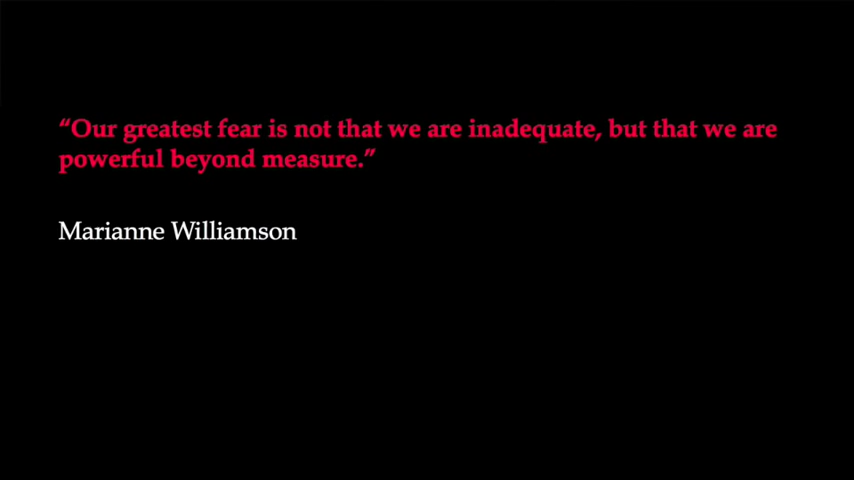 “Our greatest fear is not that we are inadequate, but that we are
powerful beyond measure.”
Marianne Williamson